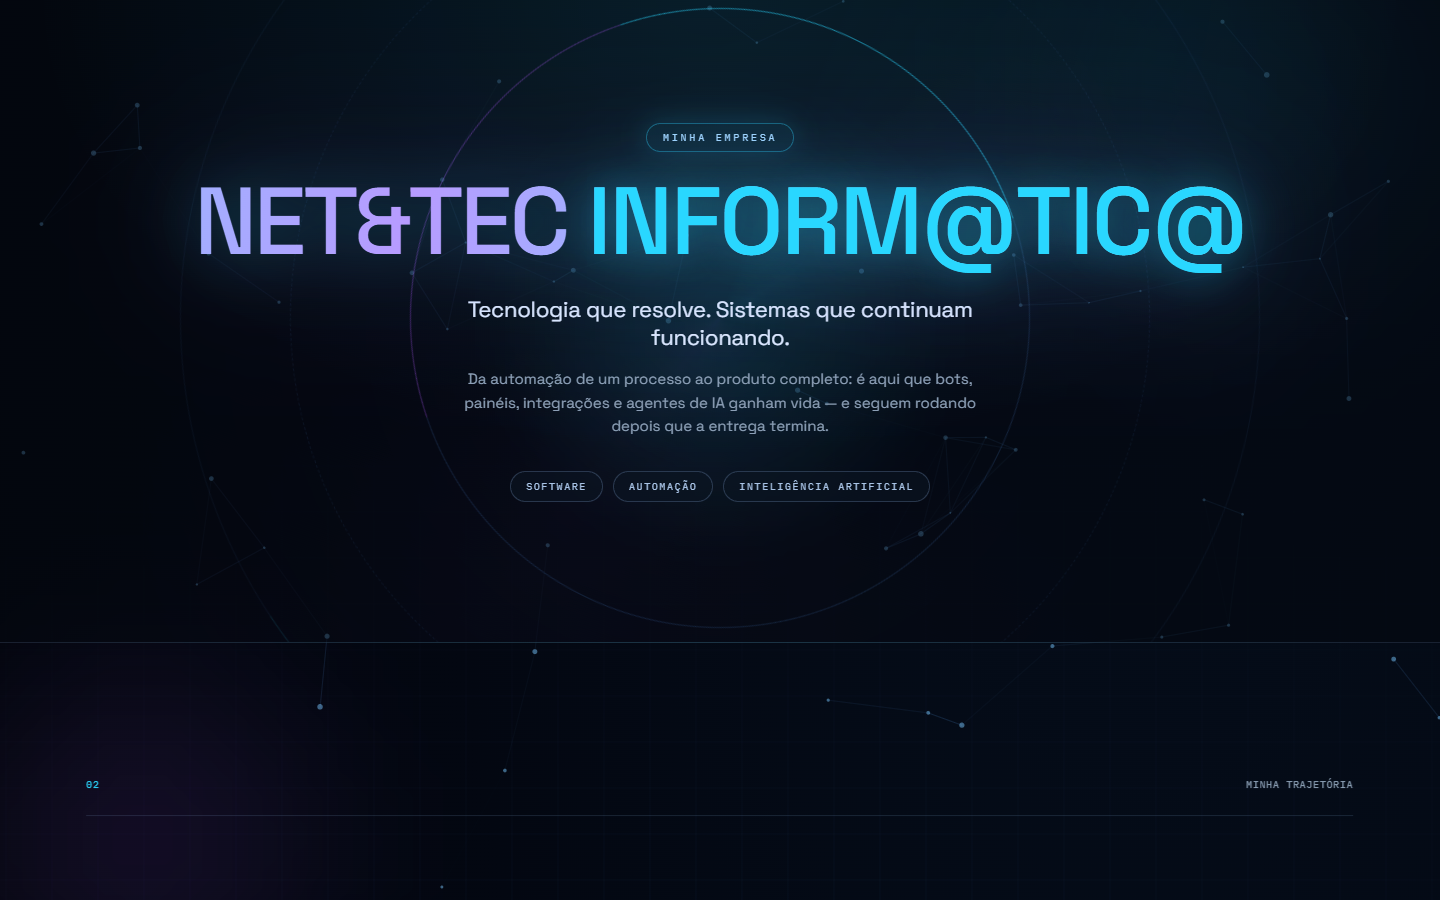 MINHA EMPRESA
NET&TEC INFORM@TIC@
Tecnologia que resolve. Sistemas que continuam
funcionando.
Da automação de um processo ao produto completo: é aqui que bots,
painéis, integrações e agentes de IA ganham vida — e seguem rodando
depois que a entrega termina.
SOFTWARE
AUTOMAÇÃO
INTELIGÊNCIA ARTIFICIAL
02
MINHA TRAJETÓRIA